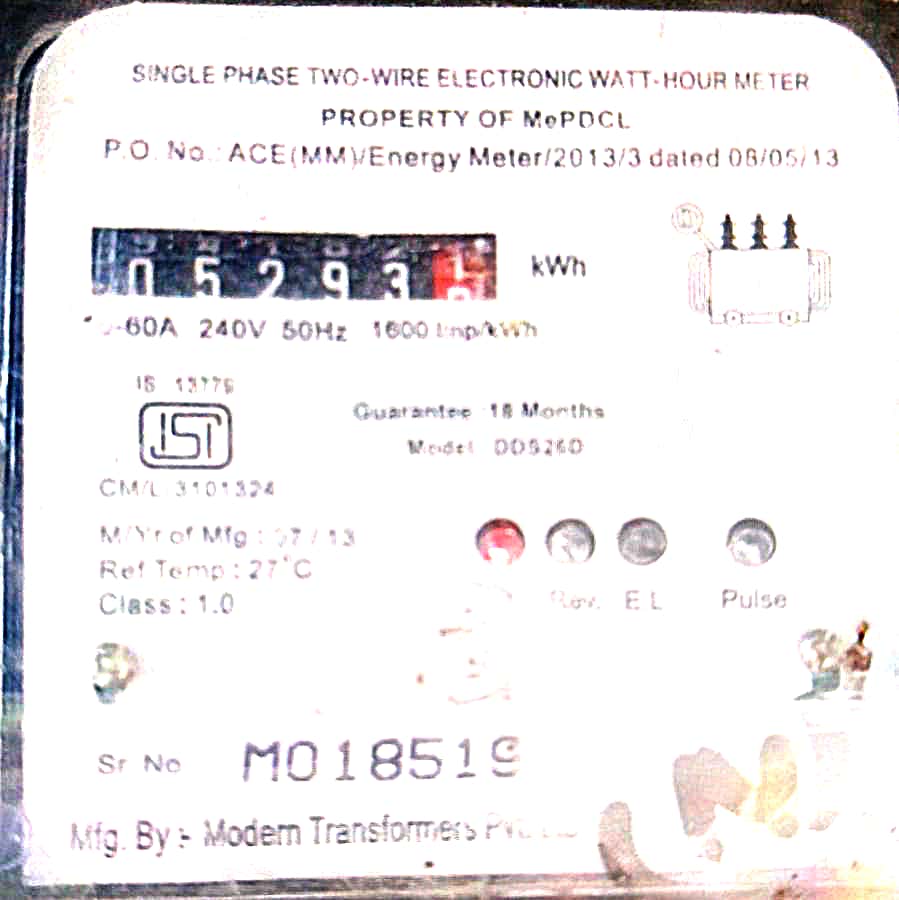 SINGLE PHASE TWO-WIRE ELECTRONIC WATT-HOUR METER
PROPERTY OF MePDCL
P.O. No.: ACE(MM)/Energy Meter/2013/3 dated 08/05/13
05293 kWh
-60A 240V 50Hz 1600 Imp/kWh
IS 13779
Guarantee 18 Months
Model DDS26D
CM/L 3101324
M/Yr of Mfg : 07 / 13
Ref Temp : 27°C
Class : 1.0
Rev. E L Pulse
Sr No M018519
Mfg. By :- Modern Transformers Pvt.